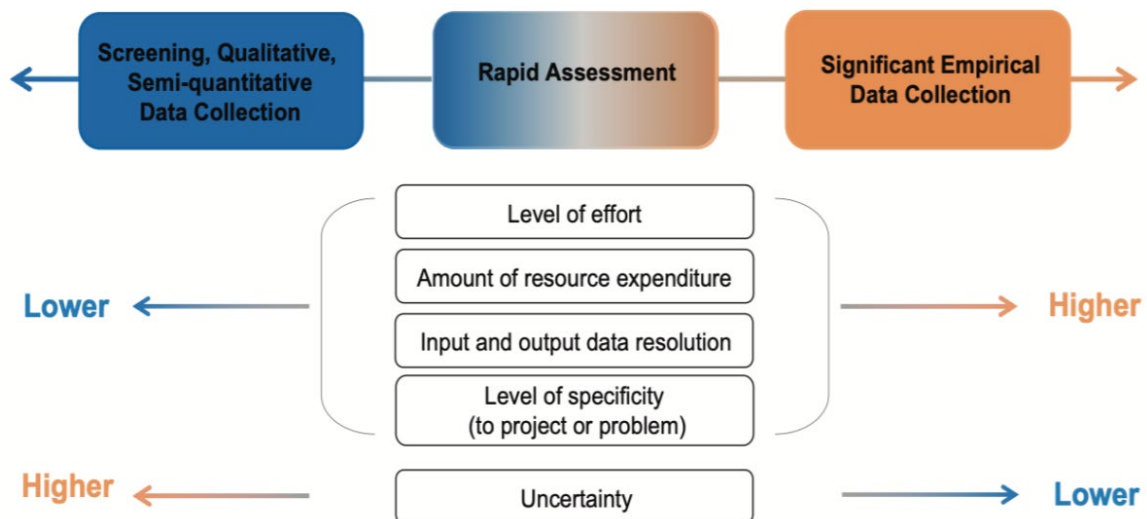 Screening, Qualitative,
Semi-quantitative
Data Collection
Rapid Assessment
Significant Empirical
Data Collection
Level of effort
Amount of resource expenditure
Lower
Higher
Input and output data resolution
Level of specificity
(to project or problem)
Higher
Uncertainty
Lower